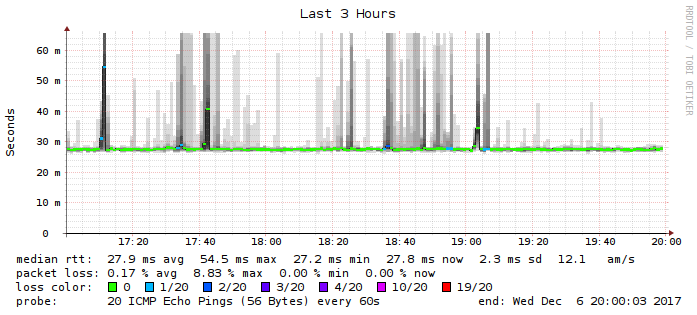 Last 3 Hours
RRDTOOL / TOBI OETIKER
Seconds
60 m
50 m
40 m
30 m
20 m
10 m
0
17:20 17:40 18:00 18:20 18:40 19:00 19:20 19:40 20:00
median rtt: 27.9 ms avg 54.5 ms max 27.2 ms min 27.8 ms now 2.3 ms sd 12.1 am/s
packet loss: 0.17 % avg 8.83 % max 0.00 % min 0.00 % now
loss color: 0 1/20 2/20 3/20 4/20 10/20 19/20
probe: 20 ICMP Echo Pings (56 Bytes) every 60s end: Wed Dec 6 20:00:03 2017